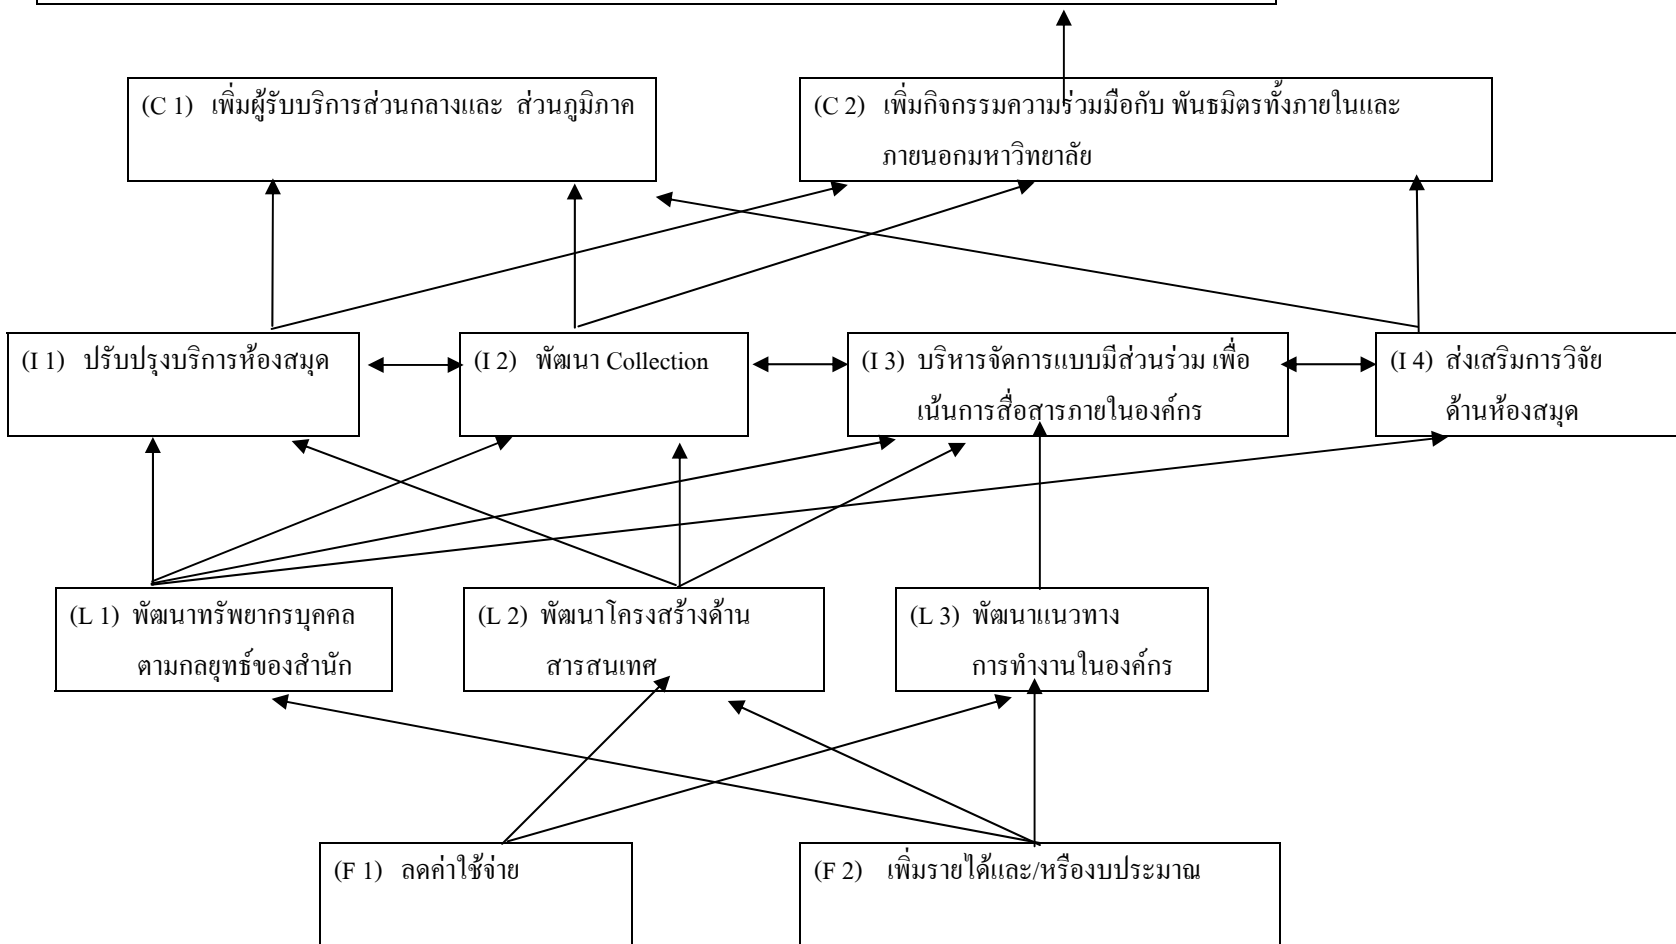 (C 1) เพิ่มผู้รับบริการส่วนกลางและ ส่วนภูมิภาค
(C 2) เพิ่มกิจกรรมความร่วมมือกับ พันธมิตรทั้งภายในและ
ภายนอกมหาวิทยาลัย
(I 1) ปรับปรุงบริการห้องสมุด
(I 2) พัฒนา Collection
(I 3) บริหารจัดการแบบมีส่วนร่วม เพื่อ
เน้นการสื่อสารภายในองค์กร
(I 4) ส่งเสริมการวิจัย
ด้านห้องสมุด
(L 1) พัฒนาทรัพยากรบุคคล
ตามกลยุทธ์ของสำนัก
(L 2) พัฒนาโครงสร้างด้าน
สารสนเทศ
(L 3) พัฒนาแนวทาง
การทำงานในองค์กร
(F 1) ลดค่าใช้จ่าย
(F 2) เพิ่มรายได้และ/หรืองบประมาณ